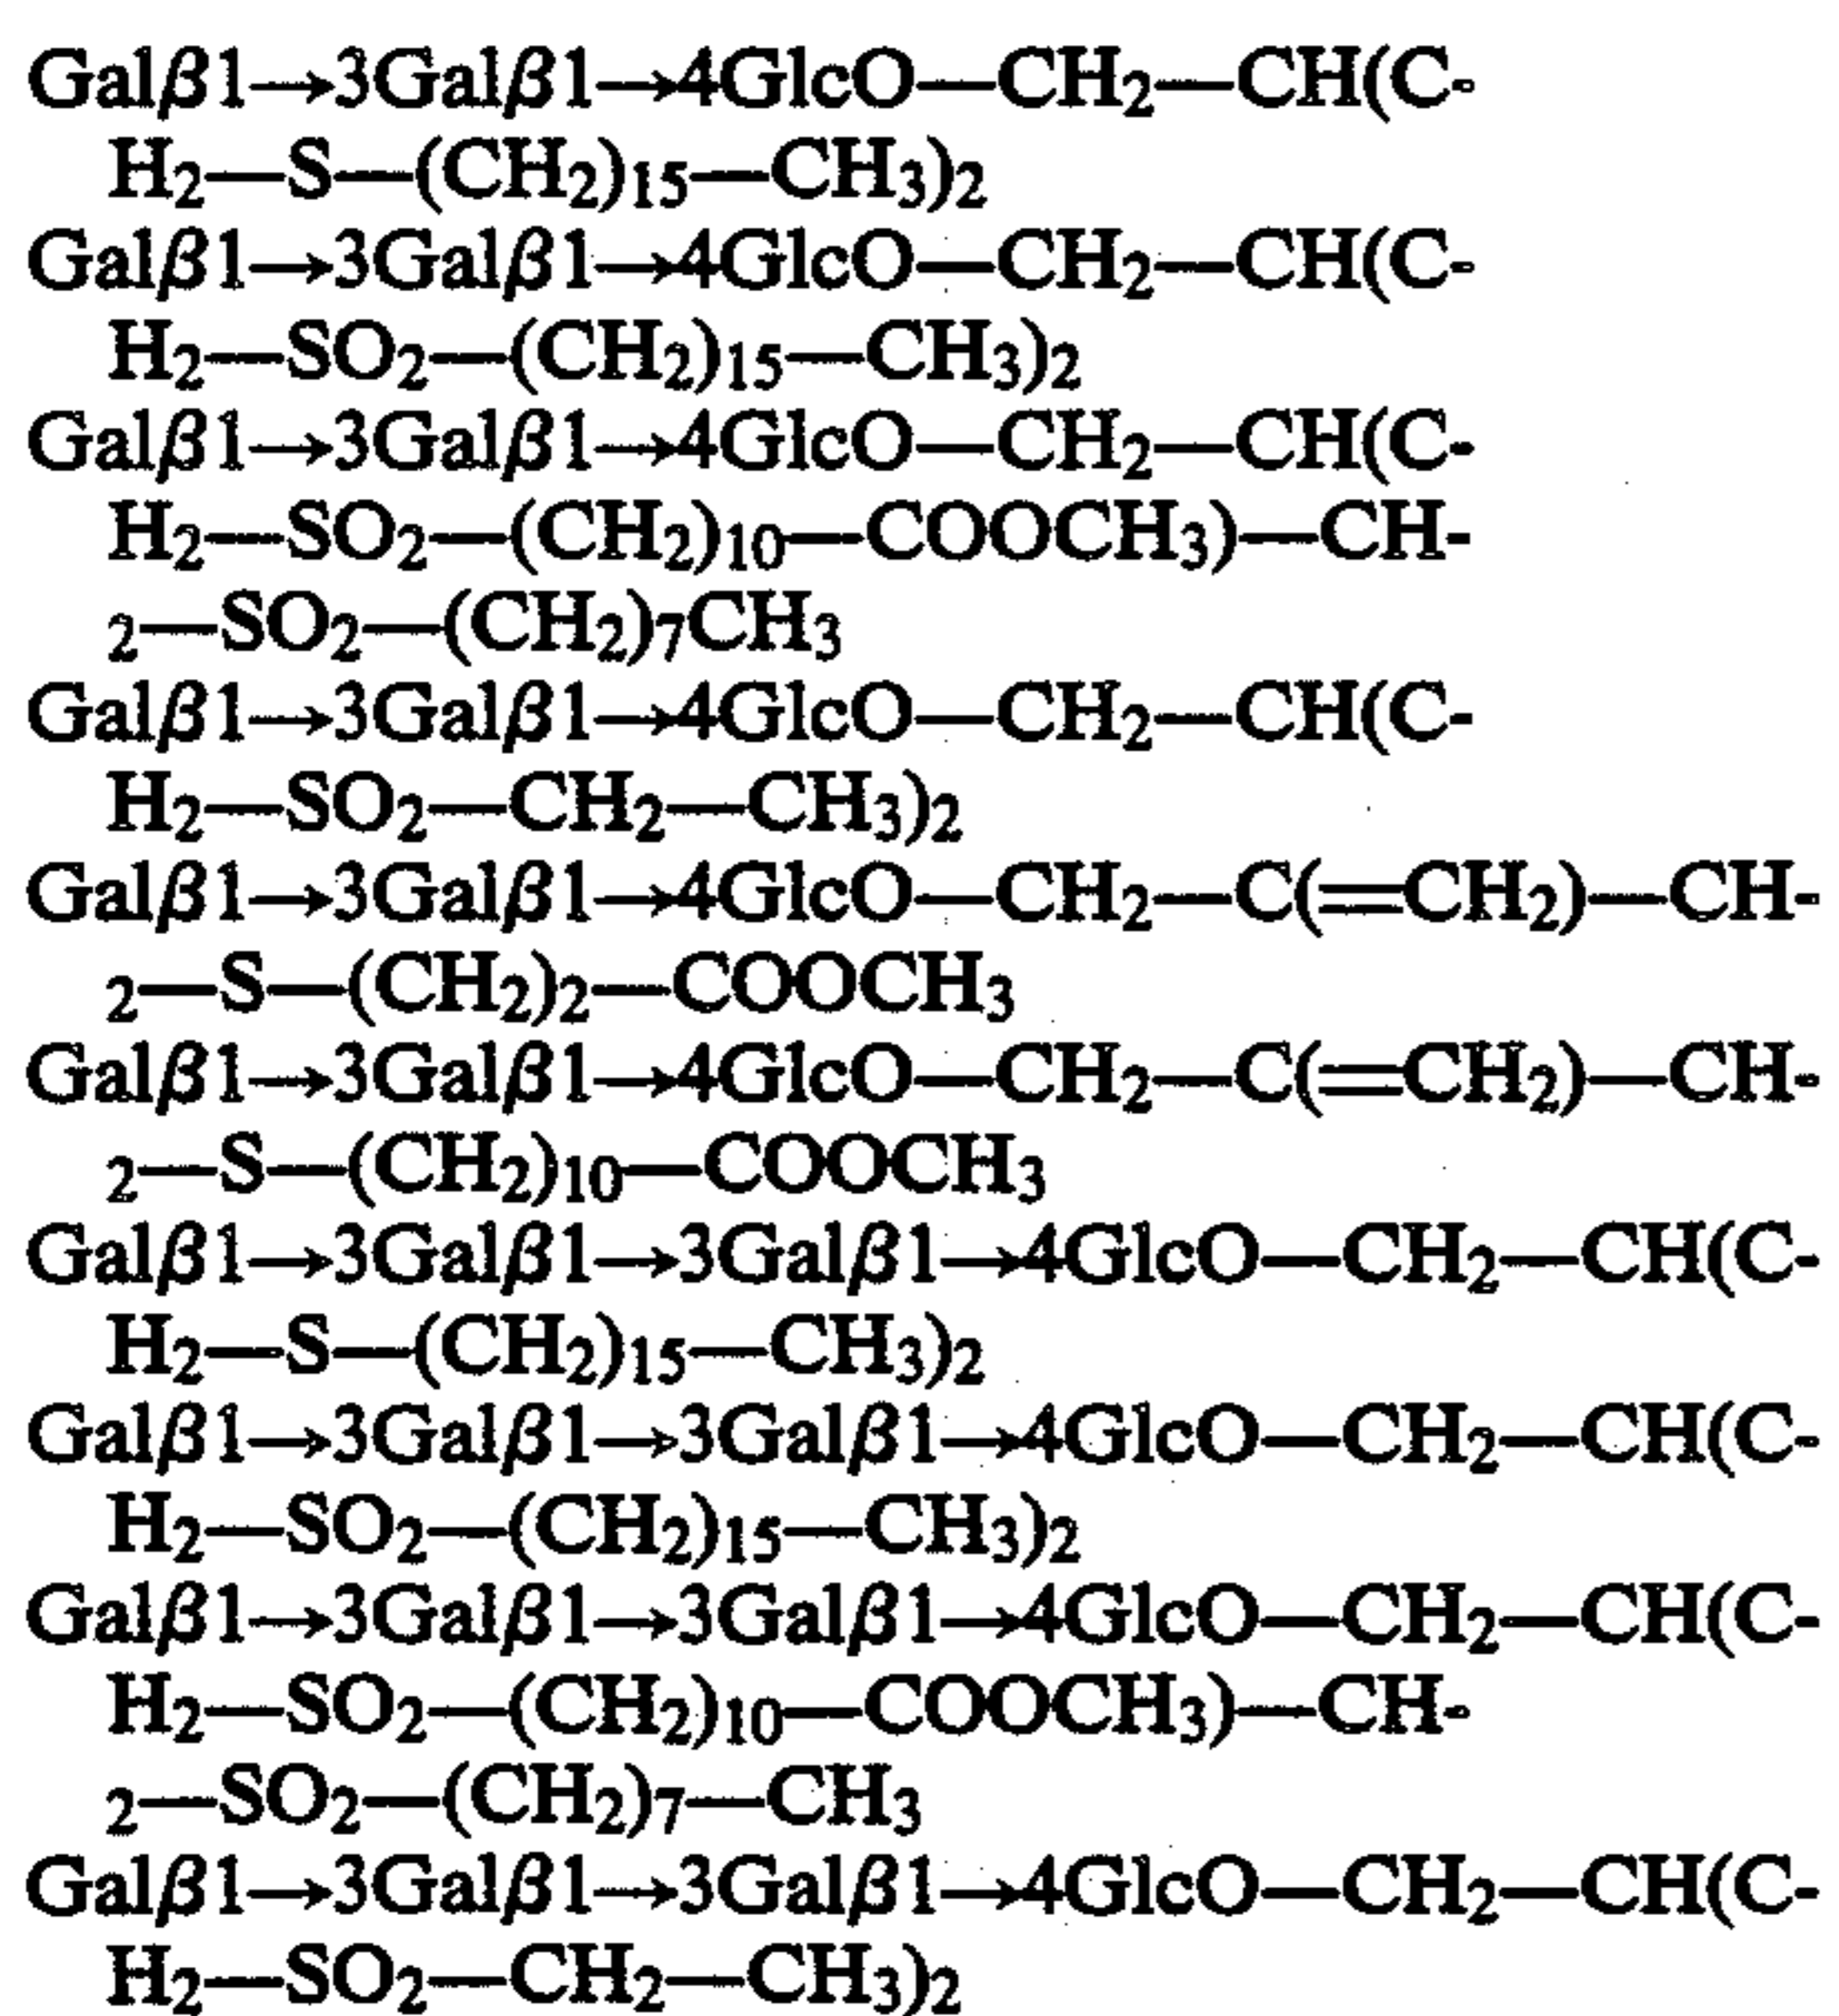 Galβ1→3Galβ1→4GlcO—CH₂—CH(C-
H₂—S—(CH₂)₁₅—CH₃)₂
Galβ1→3Galβ1→4GlcO—CH₂—CH(C-
H₂—SO₂—(CH₂)₁₅—CH₃)₂
Galβ1→3Galβ1→4GlcO—CH₂—CH(C-
H₂—SO₂—(CH₂)₁₀—COOCH₃)—CH-
₂—SO₂—(CH₂)₇CH₃
Galβ1→3Galβ1→4GlcO—CH₂—CH(C-
H₂—SO₂—CH₂—CH₃)₂
Galβ1→3Galβ1→4GlcO—CH₂—C(=CH₂)—CH-
₂—S—(CH₂)₂—COOCH₃
Galβ1→3Galβ1→4GlcO—CH₂—C(=CH₂)—CH-
₂—S—(CH₂)₁₀—COOCH₃
Galβ1→3Galβ1→3Galβ1→4GlcO—CH₂—CH(C-
H₂—S—(CH₂)₁₅—CH₃)₂
Galβ1→3Galβ1→3Galβ1→4GlcO—CH₂—CH(C-
H₂—SO₂—(CH₂)₁₅—CH₃)₂
Galβ1→3Galβ1→3Galβ1→4GlcO—CH₂—CH(C-
H₂—SO₂—(CH₂)₁₀—COOCH₃)—CH-
₂—SO₂—(CH₂)₇—CH₃
Galβ1→3Galβ1→3Galβ1→4GlcO—CH₂—CH(C-
H₂—SO₂—CH₂—CH₃)₂